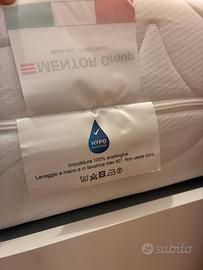 MENTOR Group
HYPO
Imbottitura 100% anallergica.
Lavaggio a mano e in lavatrice max 60°. Non usare cloro.
subito